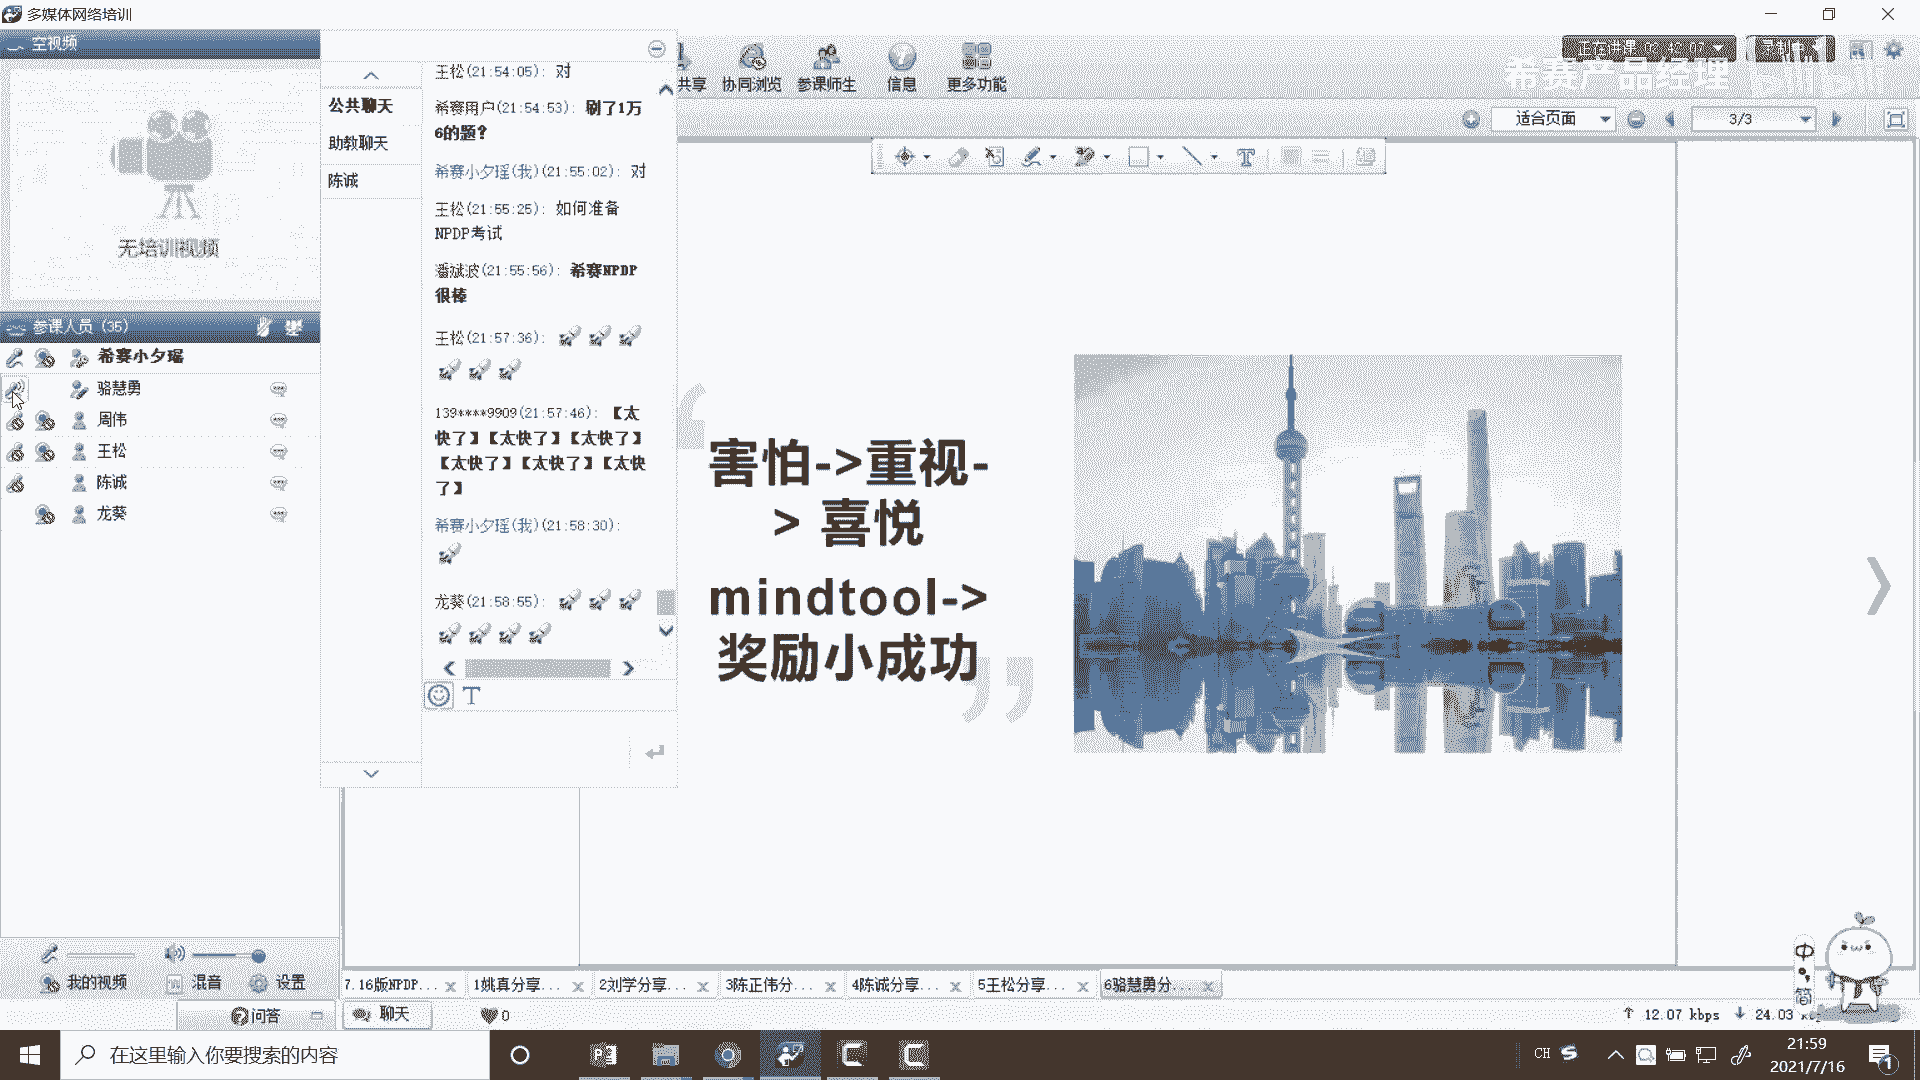 多媒体网络培训
空视频
无培训视频
参课人员 (35)
希赛小夕瑶
骆慧勇
周伟
王松
陈诚
龙葵
我的视频
混音
设置
问答
公共聊天
助教聊天
陈诚
王松(21:54:05): 对
希赛用户(21:54:53): 刷了1万
6的题?
希赛小夕瑶(我)(21:55:02): 对
王松(21:55:25): 如何准备
NPDP考试
潘斌波(21:55:56): 希赛NPDP
很棒
王松(21:57:36):
139****9909(21:57:46): 【太
快了】【太快了】【太快了】
【太快了】【太快了】【太快
了】
希赛小夕瑶(我)(21:58:30):
龙葵(21:58:55):
共享
协同浏览
参课师生
信息
更多功能
希赛产品经理
bilibili
适合页面
3/3
“
害怕->重视-
> 喜悦
mindtool->
奖励小成功
”
7.16版NPDP...
1姚真分享...
2刘学分享...
3陈正伟分...
4陈诚分享...
5王松分享...
6骆慧勇分...
聊天
0
↑ 12.07 kbps ↓ 24.03
中
简
在这里输入你要搜索的内容
CH
21:59
2021/7/16
1